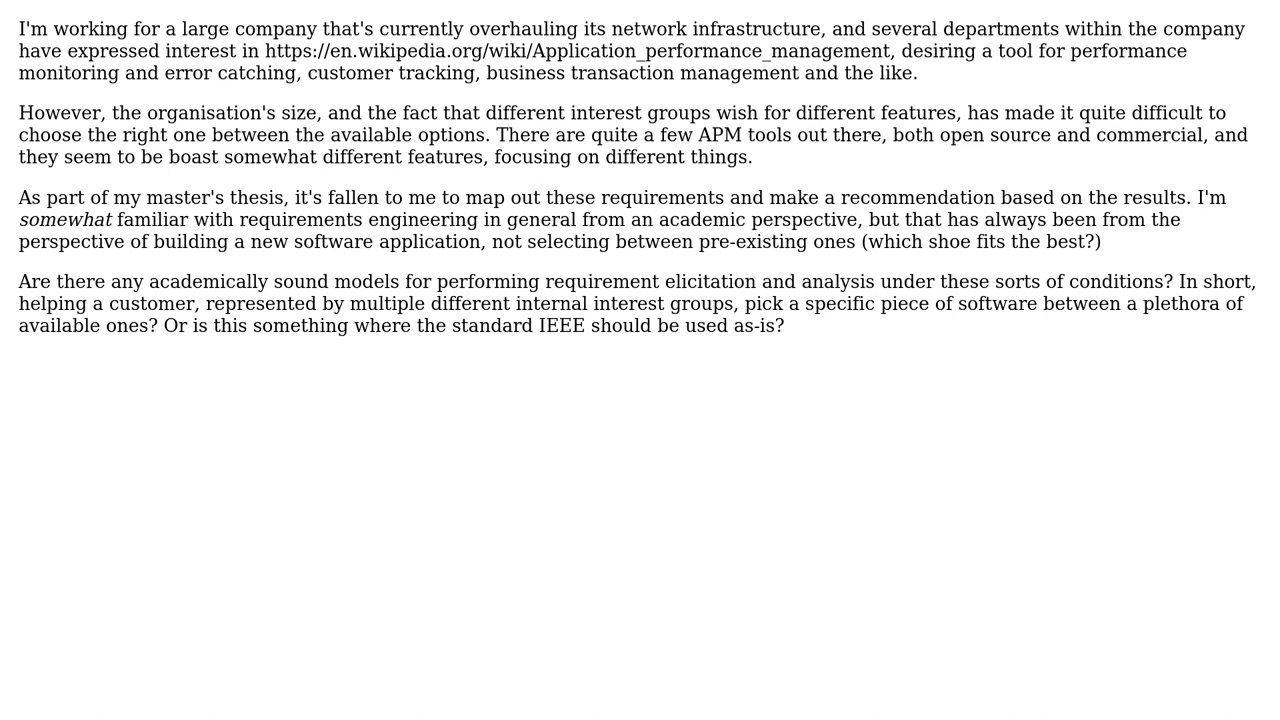 I'm working for a large company that's currently overhauling its network infrastructure, and several departments within the company
have expressed interest in https://en.wikipedia.org/wiki/Application_performance_management, desiring a tool for performance
monitoring and error catching, customer tracking, business transaction management and the like.
However, the organisation's size, and the fact that different interest groups wish for different features, has made it quite difficult to
choose the right one between the available options. There are quite a few APM tools out there, both open source and commercial, and
they seem to be boast somewhat different features, focusing on different things.
As part of my master's thesis, it's fallen to me to map out these requirements and make a recommendation based on the results. I'm
somewhat familiar with requirements engineering in general from an academic perspective, but that has always been from the
perspective of building a new software application, not selecting between pre-existing ones (which shoe fits the best?)
Are there any academically sound models for performing requirement elicitation and analysis under these sorts of conditions? In short,
helping a customer, represented by multiple different internal interest groups, pick a specific piece of software between a plethora of
available ones? Or is this something where the standard IEEE should be used as-is?